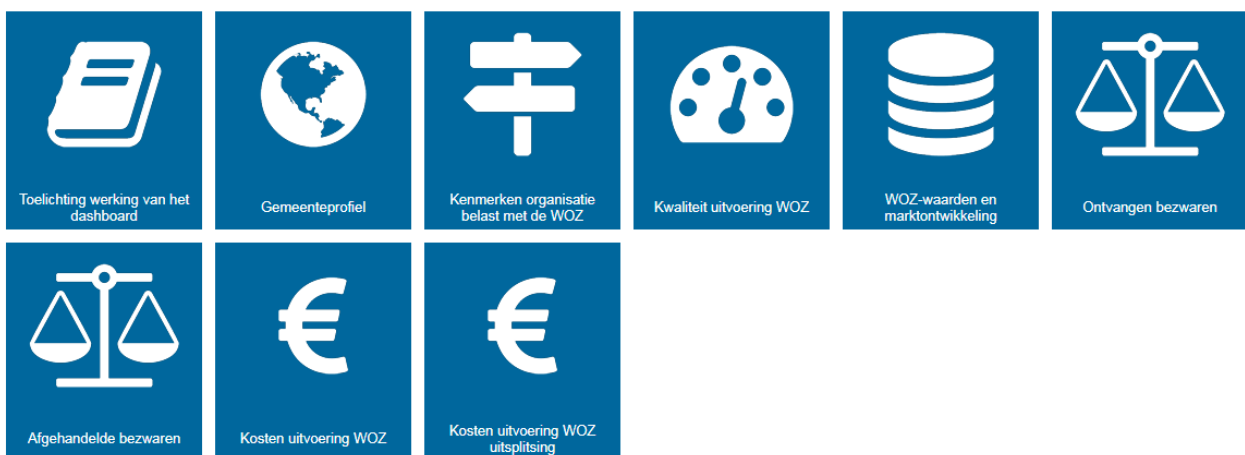 Toelichting werking van het
dashboard
Gemeenteprofiel
Kenmerken organisatie
belast met de WOZ
Kwaliteit uitvoering WOZ
WOZ-waarden en
marktontwikkeling
Ontvangen bezwaren
Afgehandelde bezwaren
Kosten uitvoering WOZ
Kosten uitvoering WOZ
uitsplitsing